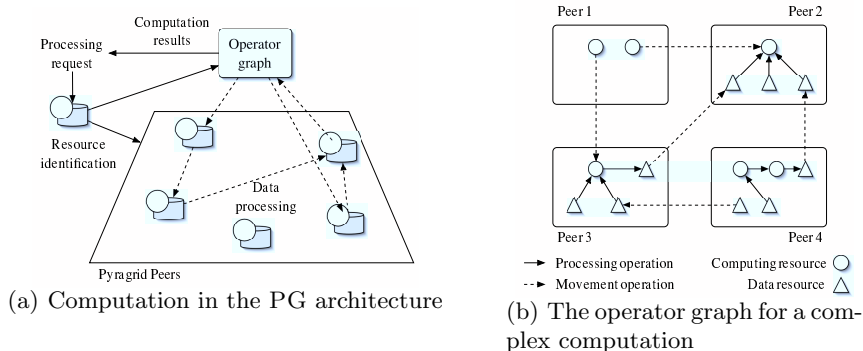 Computation
results
Operator
graph
Processing
request
Resource
identification
Data
processing
Pyragrid Peers
(a) Computation in the PG architecture
Peer 1
Peer 2
Peer 3
Peer 4
Processing operation
Computing resource
Movement operation
Data resource
(b) The operator graph for a com-
plex computation